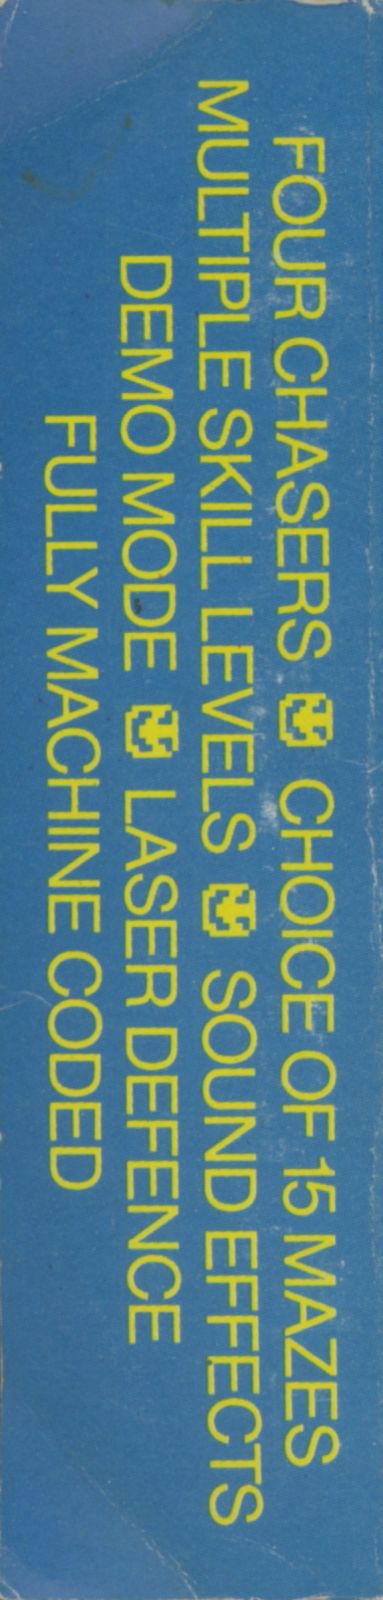 FOUR CHASERS CHOICE OF 15 MAZES
MULTIPLE SKILL LEVELS SOUND EFFECTS
DEMO MODE LASER DEFENCE
FULLY MACHINE CODED